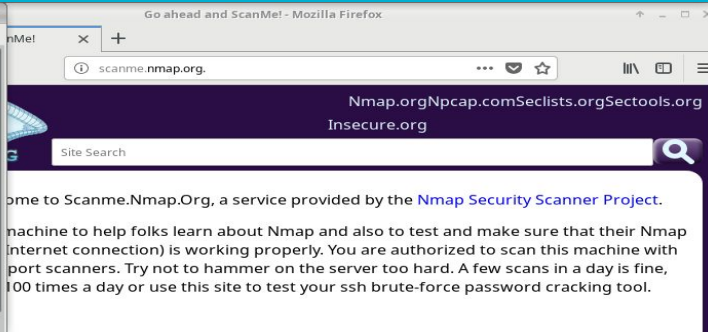 Go ahead and ScanMe! - Mozilla Firefox
nMe!
scanme.nmap.org.
Nmap.orgNpcap.comSeclists.orgSectools.org
Insecure.org
G
Site Search
ome to Scanme.Nmap.Org, a service provided by the Nmap Security Scanner Project.
machine to help folks learn about Nmap and also to test and make sure that their Nmap
Internet connection) is working properly. You are authorized to scan this machine with
port scanners. Try not to hammer on the server too hard. A few scans in a day is fine,
100 times a day or use this site to test your ssh brute-force password cracking tool.